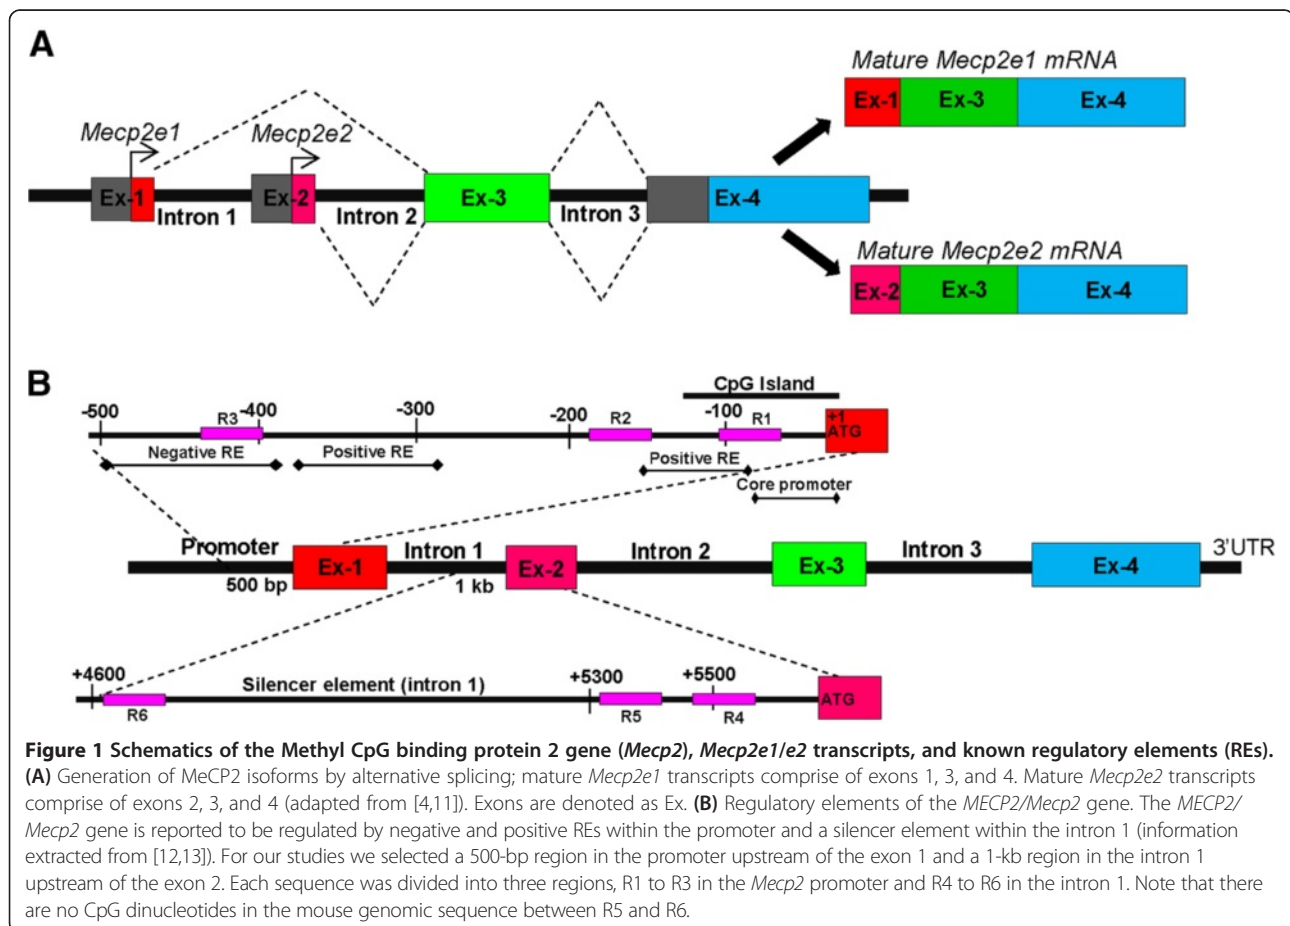 A
Mature Mecp2e1 mRNA
Ex-1 Ex-3 Ex-4
Mecp2e1 Mecp2e2
Ex-1 Intron 1 Ex-2 Intron 2 Ex-3 Intron 3 Ex-4
Mature Mecp2e2 mRNA
Ex-2 Ex-3 Ex-4
B
CpG Island
-500 R3 -400 -300 -200 R2 -100 R1 +1
ATG
Negative RE Positive RE Positive RE
Core promoter
Promoter Intron 1 Intron 2 Intron 3 3'UTR
Ex-1 Ex-2 Ex-3 Ex-4
500 bp 1 kb
+4600 Silencer element (intron 1) +5300 +5500
ATG
R6 R5 R4
Figure 1 Schematics of the Methyl CpG binding protein 2 gene (Mecp2), Mecp2e1/e2 transcripts, and known regulatory elements (REs).
(A) Generation of MeCP2 isoforms by alternative splicing; mature Mecp2e1 transcripts comprise of exons 1, 3, and 4. Mature Mecp2e2 transcripts
comprise of exons 2, 3, and 4 (adapted from [4,11]). Exons are denoted as Ex. (B) Regulatory elements of the MECP2/Mecp2 gene. The MECP2/
Mecp2 gene is reported to be regulated by negative and positive REs within the promoter and a silencer element within the intron 1 (information
extracted from [12,13]). For our studies we selected a 500-bp region in the promoter upstream of the exon 1 and a 1-kb region in the intron 1
upstream of the exon 2. Each sequence was divided into three regions, R1 to R3 in the Mecp2 promoter and R4 to R6 in the intron 1. Note that there
are no CpG dinucleotides in the mouse genomic sequence between R5 and R6.